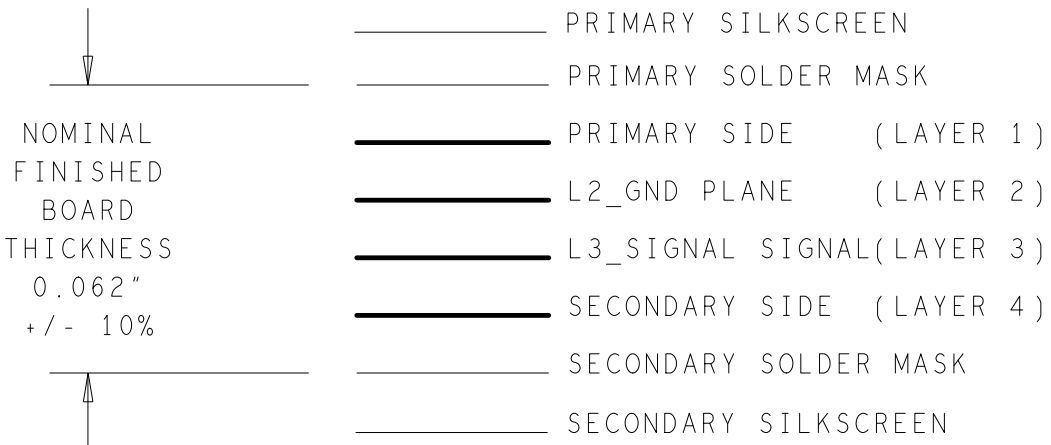 PRIMARY SILKSCREEN
PRIMARY SOLDER MASK
PRIMARY SIDE (LAYER 1)
L2_GND PLANE (LAYER 2)
L3_SIGNAL SIGNAL(LAYER 3)
SECONDARY SIDE (LAYER 4)
SECONDARY SOLDER MASK
SECONDARY SILKSCREEN
NOMINAL
FINISHED
BOARD
THICKNESS
0.062"
+/- 10%